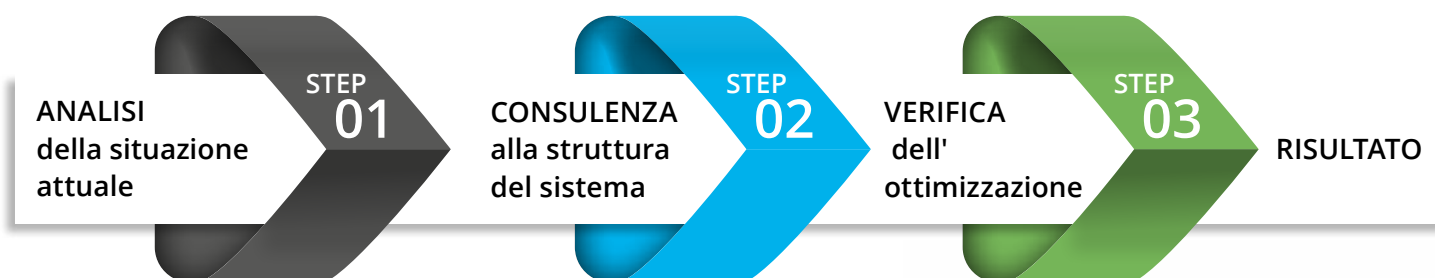 ANALISI
della situazione
attuale
STEP
01
CONSULENZA
alla struttura
del sistema
STEP
02
VERIFICA
dell'
ottimizzazione
STEP
03
RISULTATO